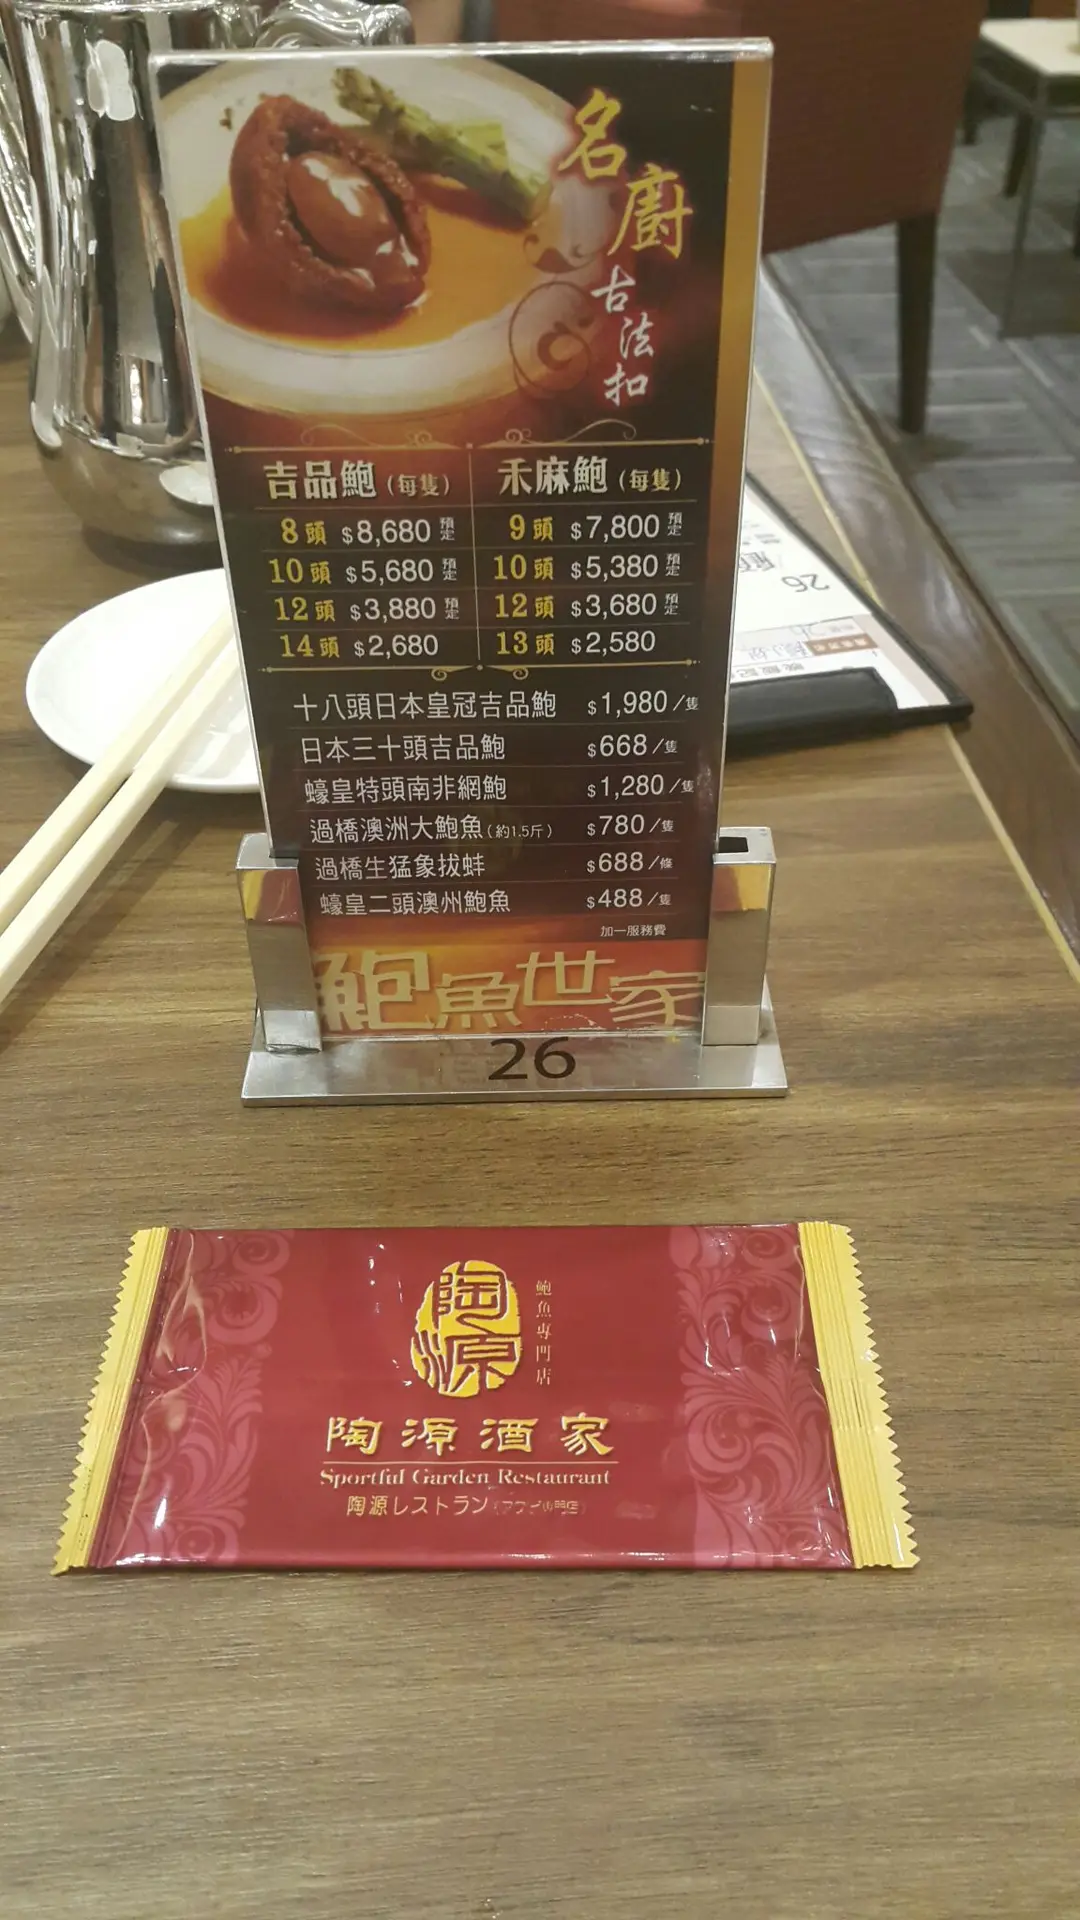 名廚
古法扣
吉品鮑(每隻)
8頭 $8,680 預定
10頭 $5,680 預定
12頭 $3,880 預定
14頭 $2,680
禾麻鮑(每隻)
9頭 $7,800 預定
10頭 $5,380 預定
12頭 $3,680 預定
13頭 $2,580
十八頭日本皇冠吉品鮑 $1,980/隻
日本三十頭吉品鮑 $668/隻
蠔皇特頭南非網鮑 $1,280/隻
過橋澳洲大鮑魚(約1.5斤) $780/隻
過橋生猛象拔蚌 $688/條
蠔皇二頭澳州鮑魚 $488/隻
加一服務費
鮑魚世家
26
26
陶源
鮑魚專門店
陶源酒家
Sportful Garden Restaurant
陶源レストラン